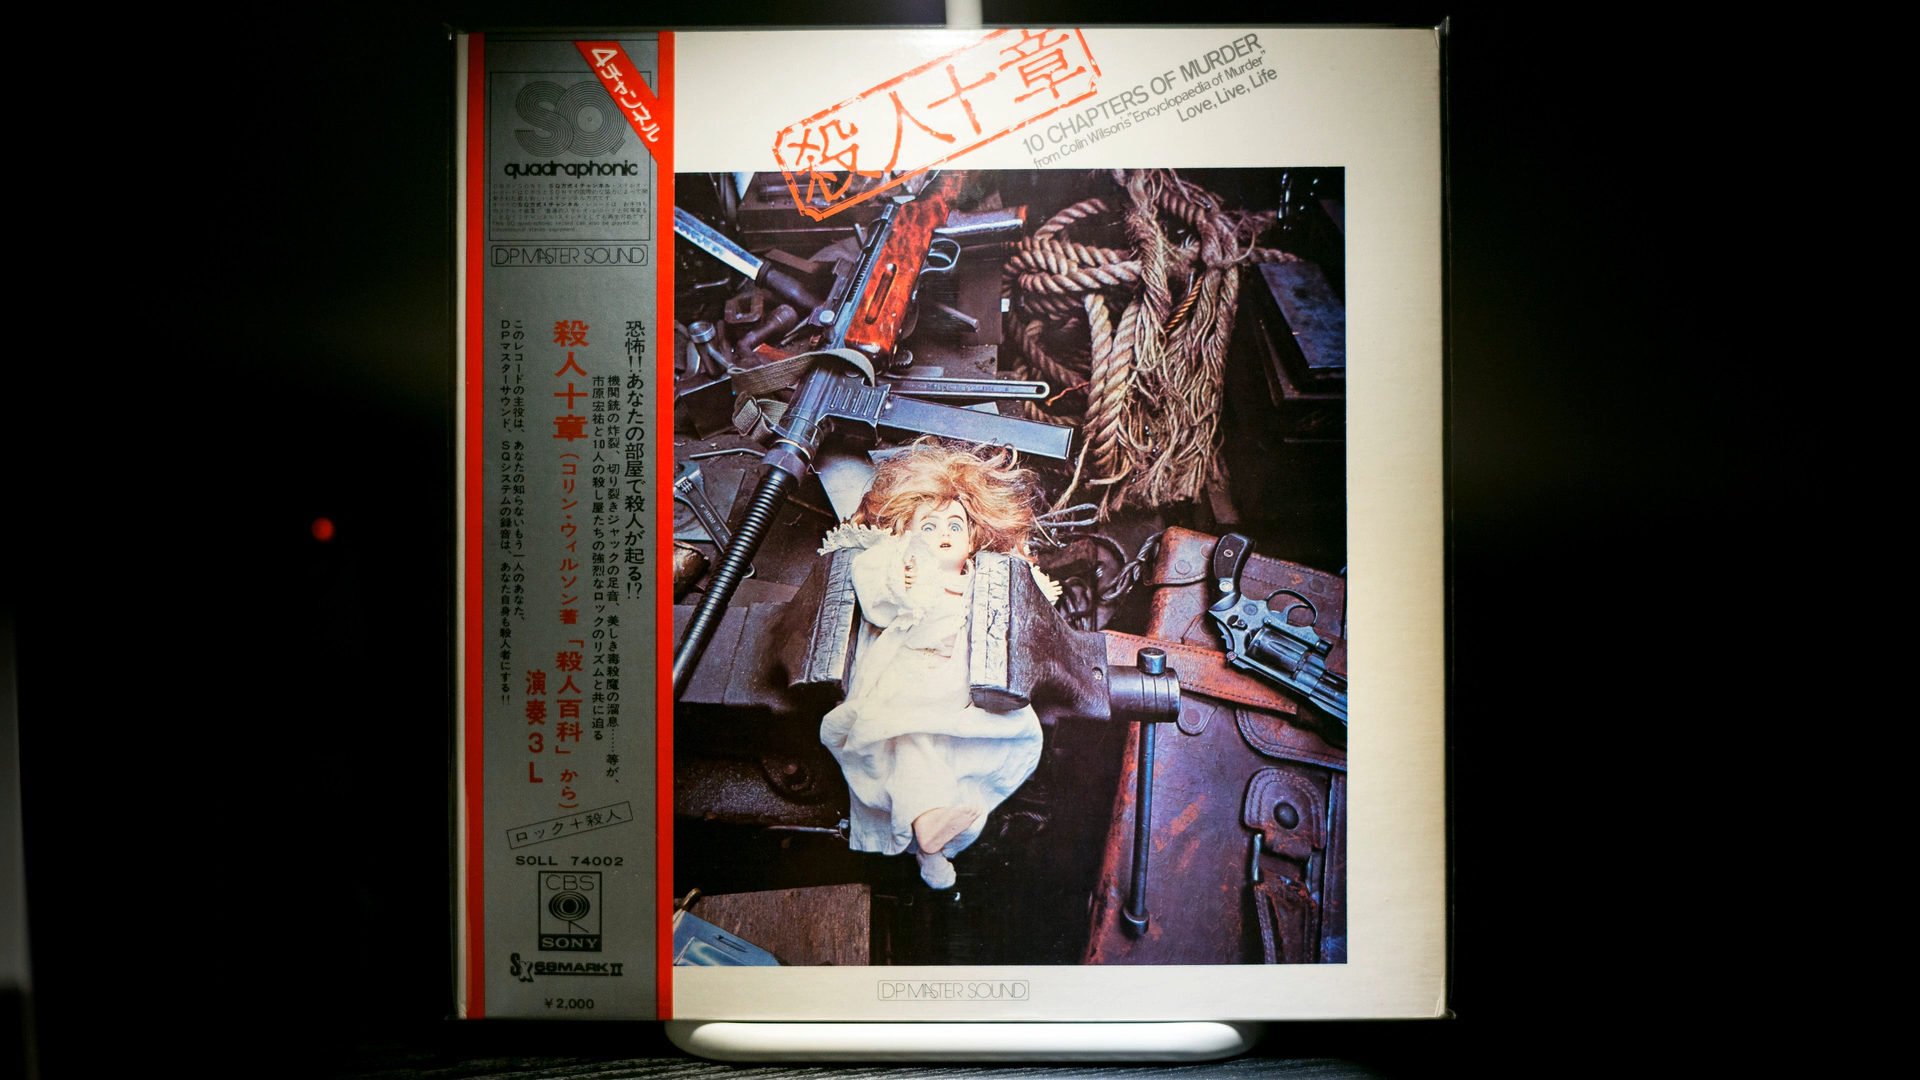 4チャンネル
SQ
quadraphonic
DP MASTER SOUND
恐怖!!あなたの部屋で殺人が起る!?
機関銃の炸裂、切り裂きジャックの足音、美しき毒殺魔の溜息……等が、
市原宏祐と10人の殺し屋たちの強烈なロックのリズムと共に迫る
殺人十章(コリン・ウィルソン著「殺人百科」から)
演奏3L
このレコードの主役は、あなたの知らないもう一人のあなた、
DPマスターサウンド、SQシステムの録音は、あなた自身も殺人者にする!!
ロック+殺人
SOLL 74002
CBS
SONY
SX68MARK II
¥2,000
殺人十章
10 CHAPTERS OF MURDER
from Colin Wilson's "Encyclopaedia of Murder"
Love, Live, Life
DP MASTER SOUND